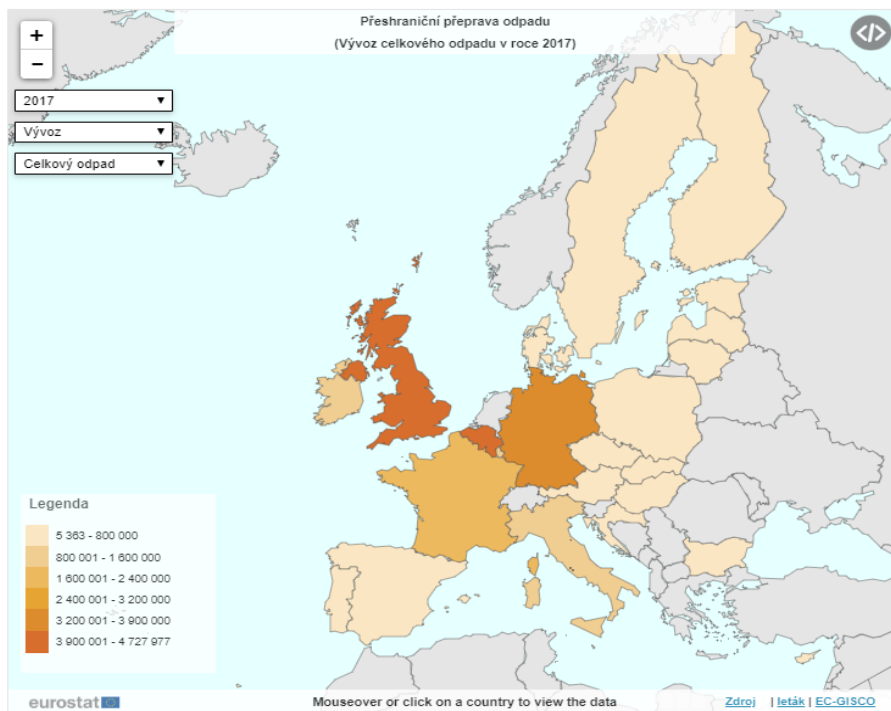 Přeshraniční přeprava odpadu
(Vývoz celkového odpadu v roce 2017)
+
−
</>
2017
Vývoz
Celkový odpad
Legenda
5 363 - 800 000
800 001 - 1 600 000
1 600 001 - 2 400 000
2 400 001 - 3 200 000
3 200 001 - 3 900 000
3 900 001 - 4 727 977
eurostat Mouseover or click on a country to view the data Zdroj | leták | EC-GISCO